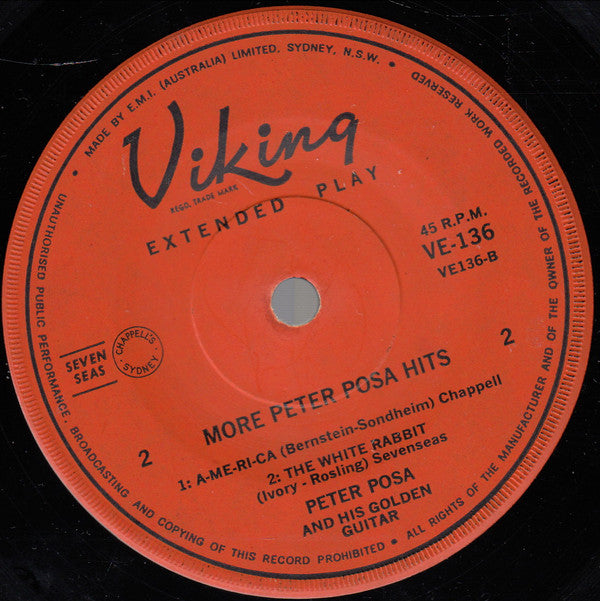 • MADE BY E.M.I. (AUSTRALIA) LIMITED, SYDNEY, N.S.W. •
Viking
REGD. TRADE MARK
EXTENDED PLAY
45 R.P.M.
VE-136
VE136-B
SEVEN
SEAS
CHAPPELL'S
• SYDNEY •
2
2
MORE PETER POSA HITS
1: A-ME-RI-CA (Bernstein-Sondheim) Chappell
2: THE WHITE RABBIT
(Ivory - Rosling) Sevenseas
PETER POSA
AND HIS GOLDEN
GUITAR
UNAUTHORISED PUBLIC PERFORMANCE, BROADCASTING AND COPYING OF THIS RECORD PROHIBITED • ALL RIGHTS OF THE MANUFACTURER AND OF THE OWNER OF THE RECORDED WORK RESERVED